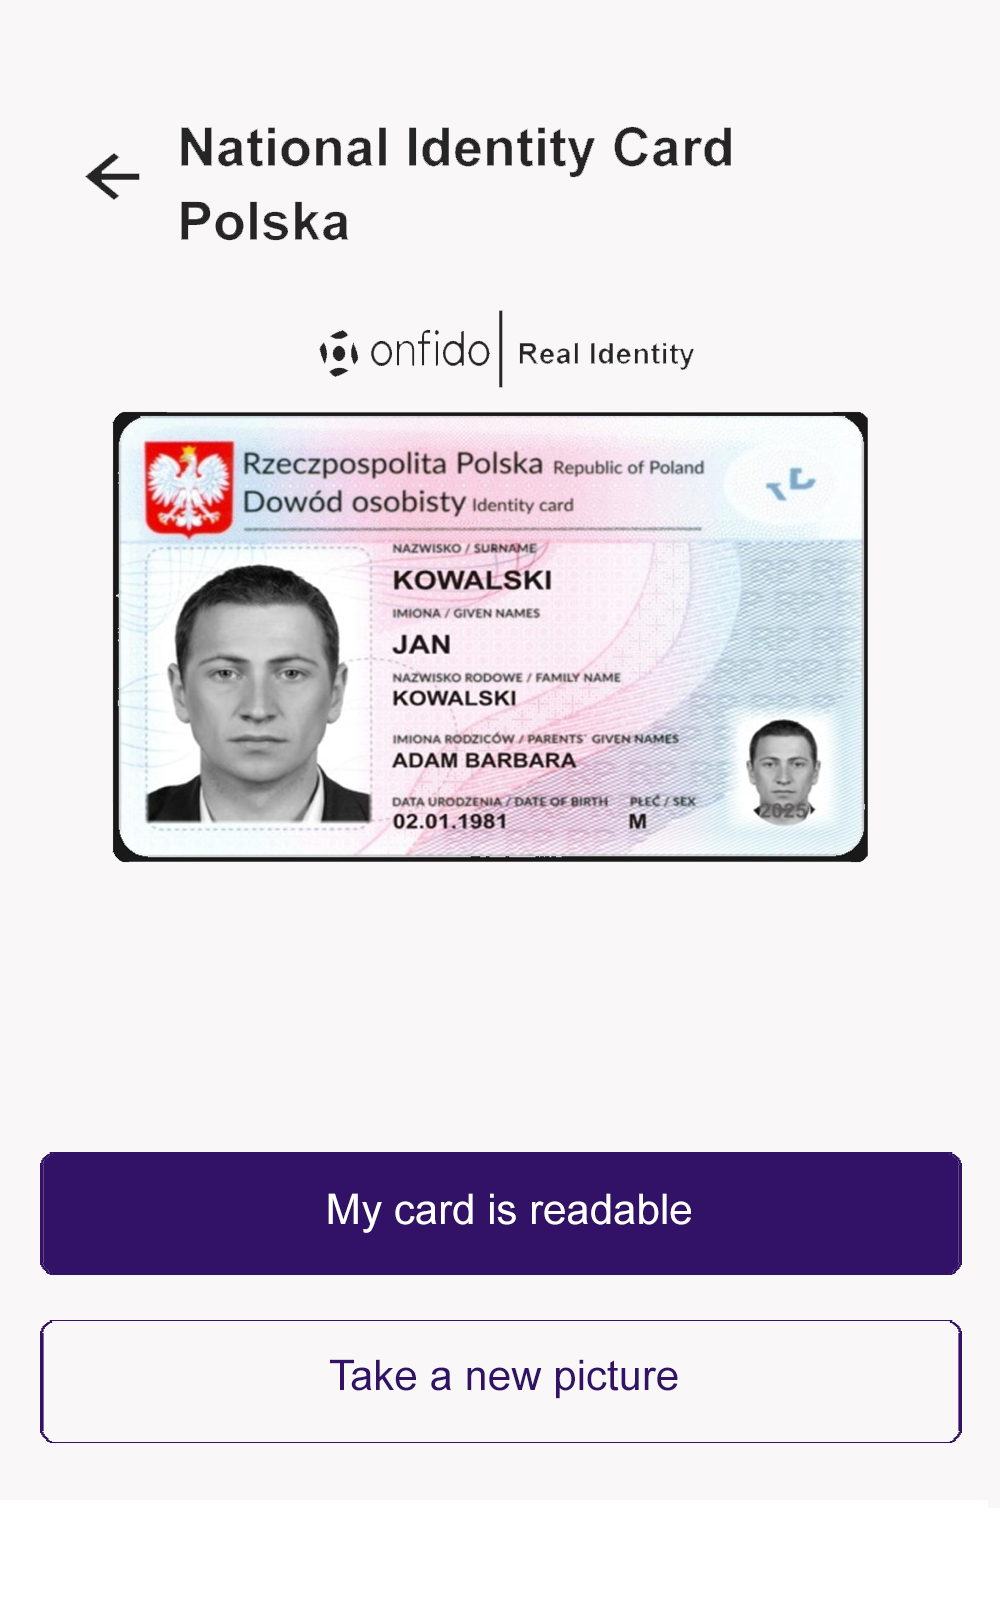 National Identity Card
Polska
onfido Real Identity
Rzeczpospolita Polska Republic of Poland
Dowód osobisty Identity card
NAZWISKO / SURNAME
KOWALSKI
IMIONA / GIVEN NAMES
JAN
NAZWISKO RODOWE / FAMILY NAME
KOWALSKI
IMIONA RODZICÓW / PARENTS` GIVEN NAMES
ADAM BARBARA
DATA URODZENIA / DATE OF BIRTH PŁEĆ / SEX
02.01.1981 M
2025
My card is readable
Take a new picture